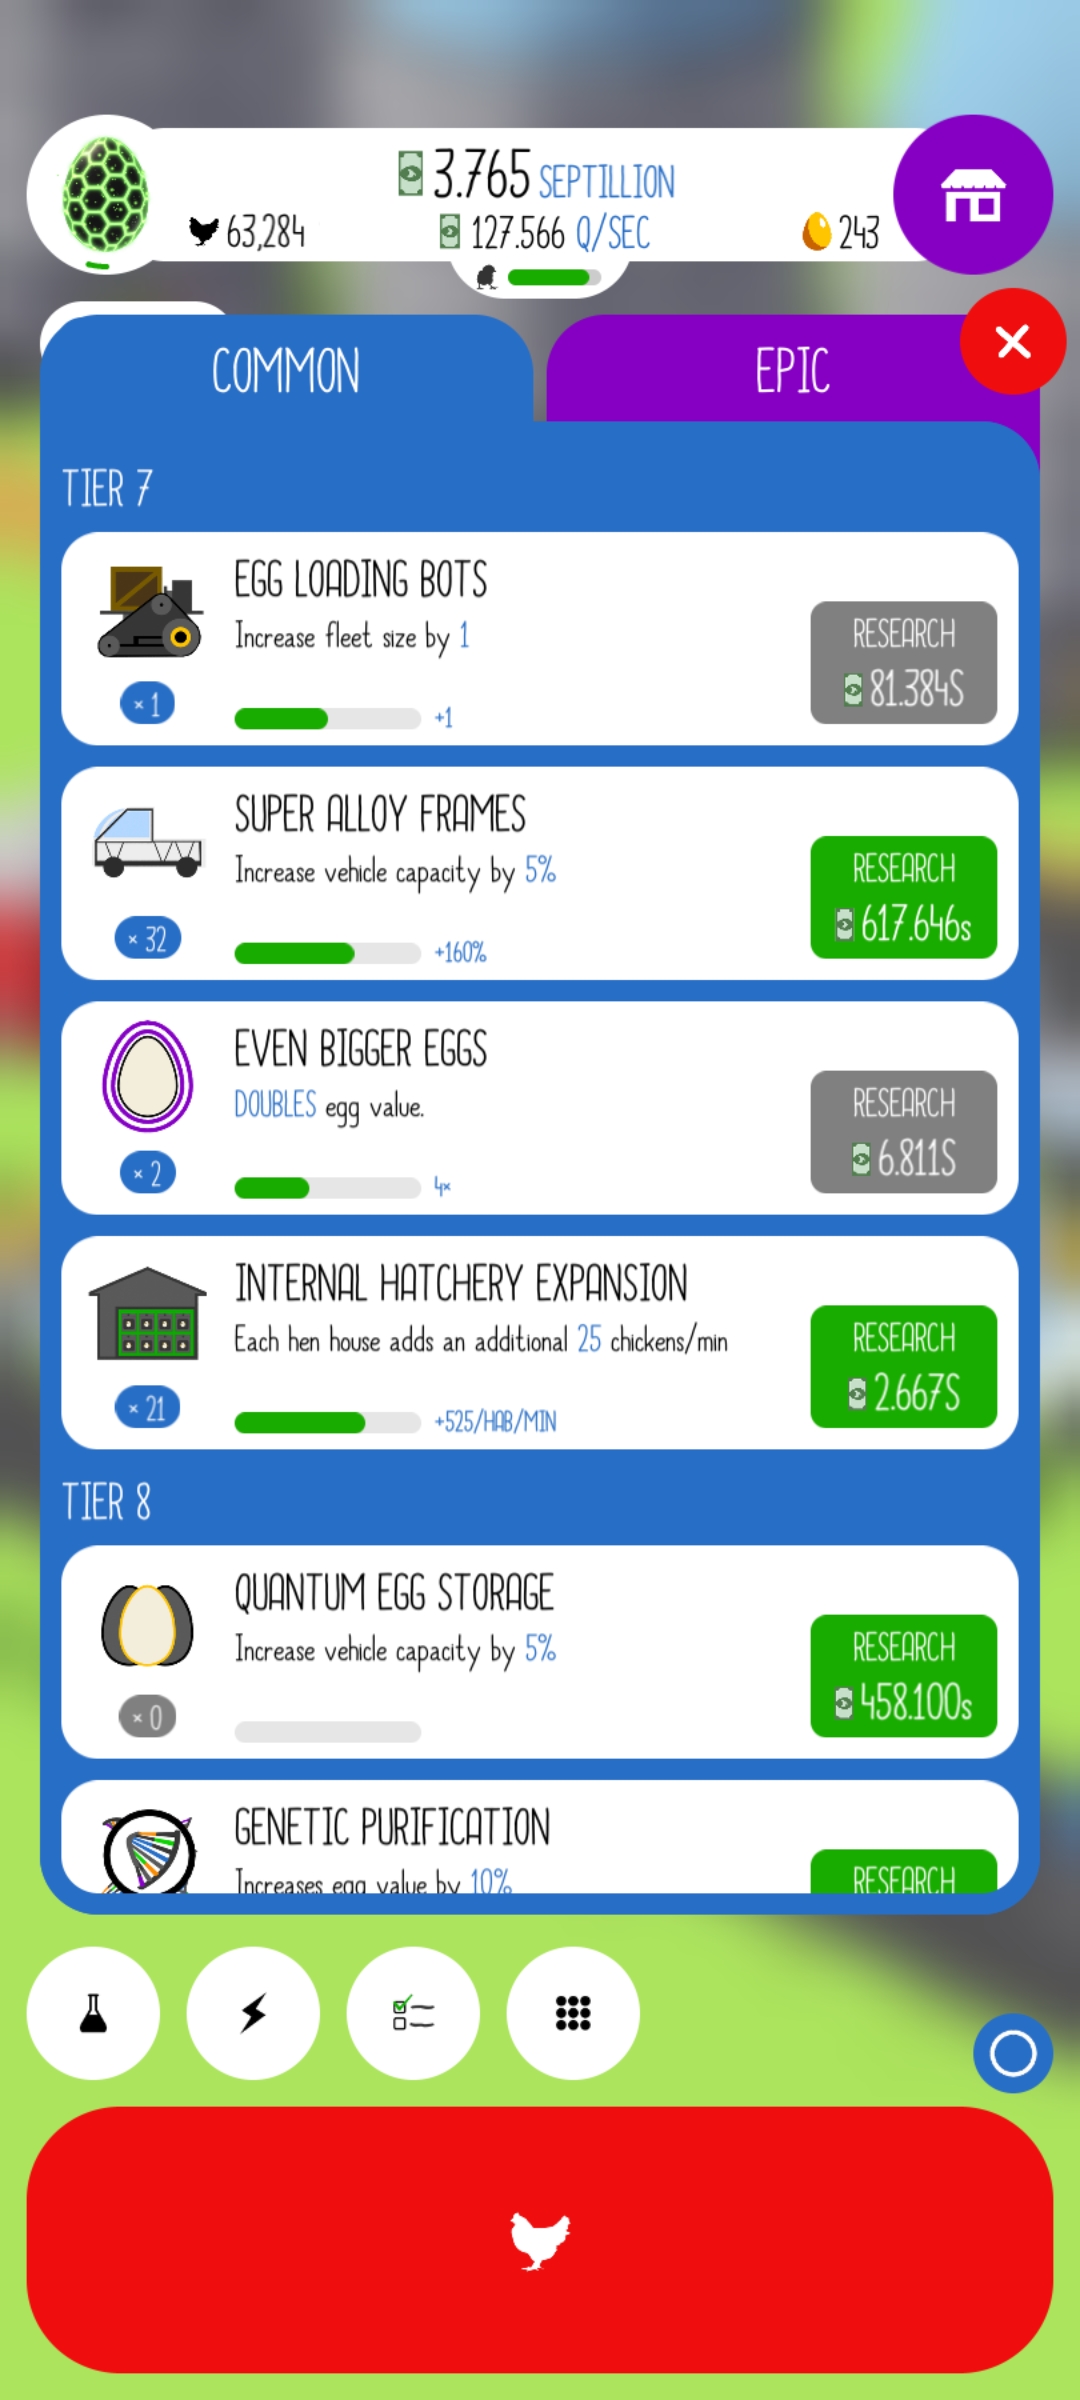 3.765 SEPTILLION
63,284
127.566 Q/SEC
243
COMMON
EPIC
TIER 7
EGG LOADING BOTS
Increase fleet size by 1
RESEARCH
81.384S
× 1
+1
SUPER ALLOY FRAMES
Increase vehicle capacity by 5%
RESEARCH
617.646s
× 32
+160%
EVEN BIGGER EGGS
DOUBLES egg value.
RESEARCH
6.811S
× 2
4×
INTERNAL HATCHERY EXPANSION
Each hen house adds an additional 25 chickens/min
RESEARCH
2.667S
× 21
+525/HAB/MIN
TIER 8
QUANTUM EGG STORAGE
Increase vehicle capacity by 5%
RESEARCH
458.100s
× 0
GENETIC PURIFICATION
Increases egg value by 10%
RESEARCH